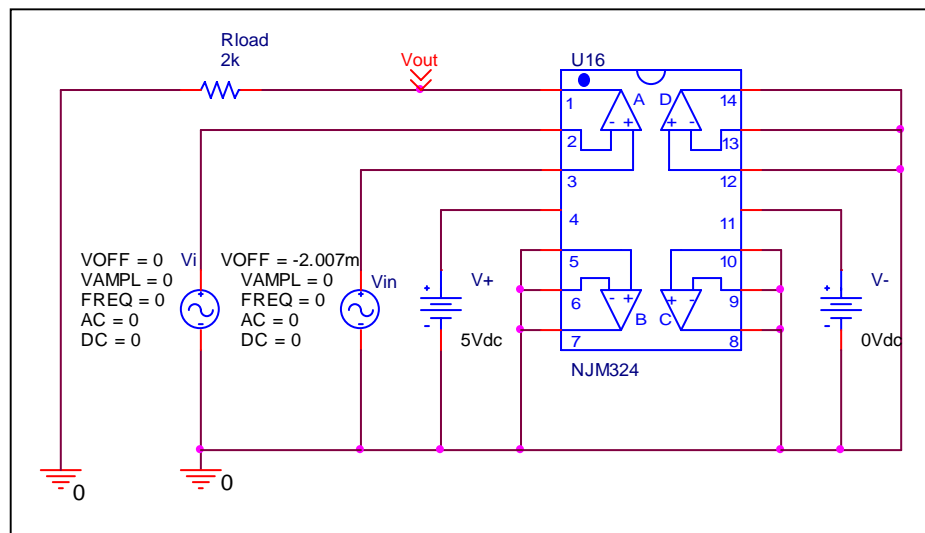 Rload
2k
Vout
U16
A
D
1
14
-
+
+
-
2
13
3
12
4
11
VOFF = 0
Vi
VOFF = -2.007m
VAMPL = 0
VAMPL = 0
Vin
FREQ = 0
FREQ = 0
AC = 0
AC = 0
DC = 0
DC = 0
+
-
+
-
+
-
V+
5Vdc
5
10
-
+
+
-
6
9
B
C
7
8
NJM324
+
-
V-
0Vdc
0
0